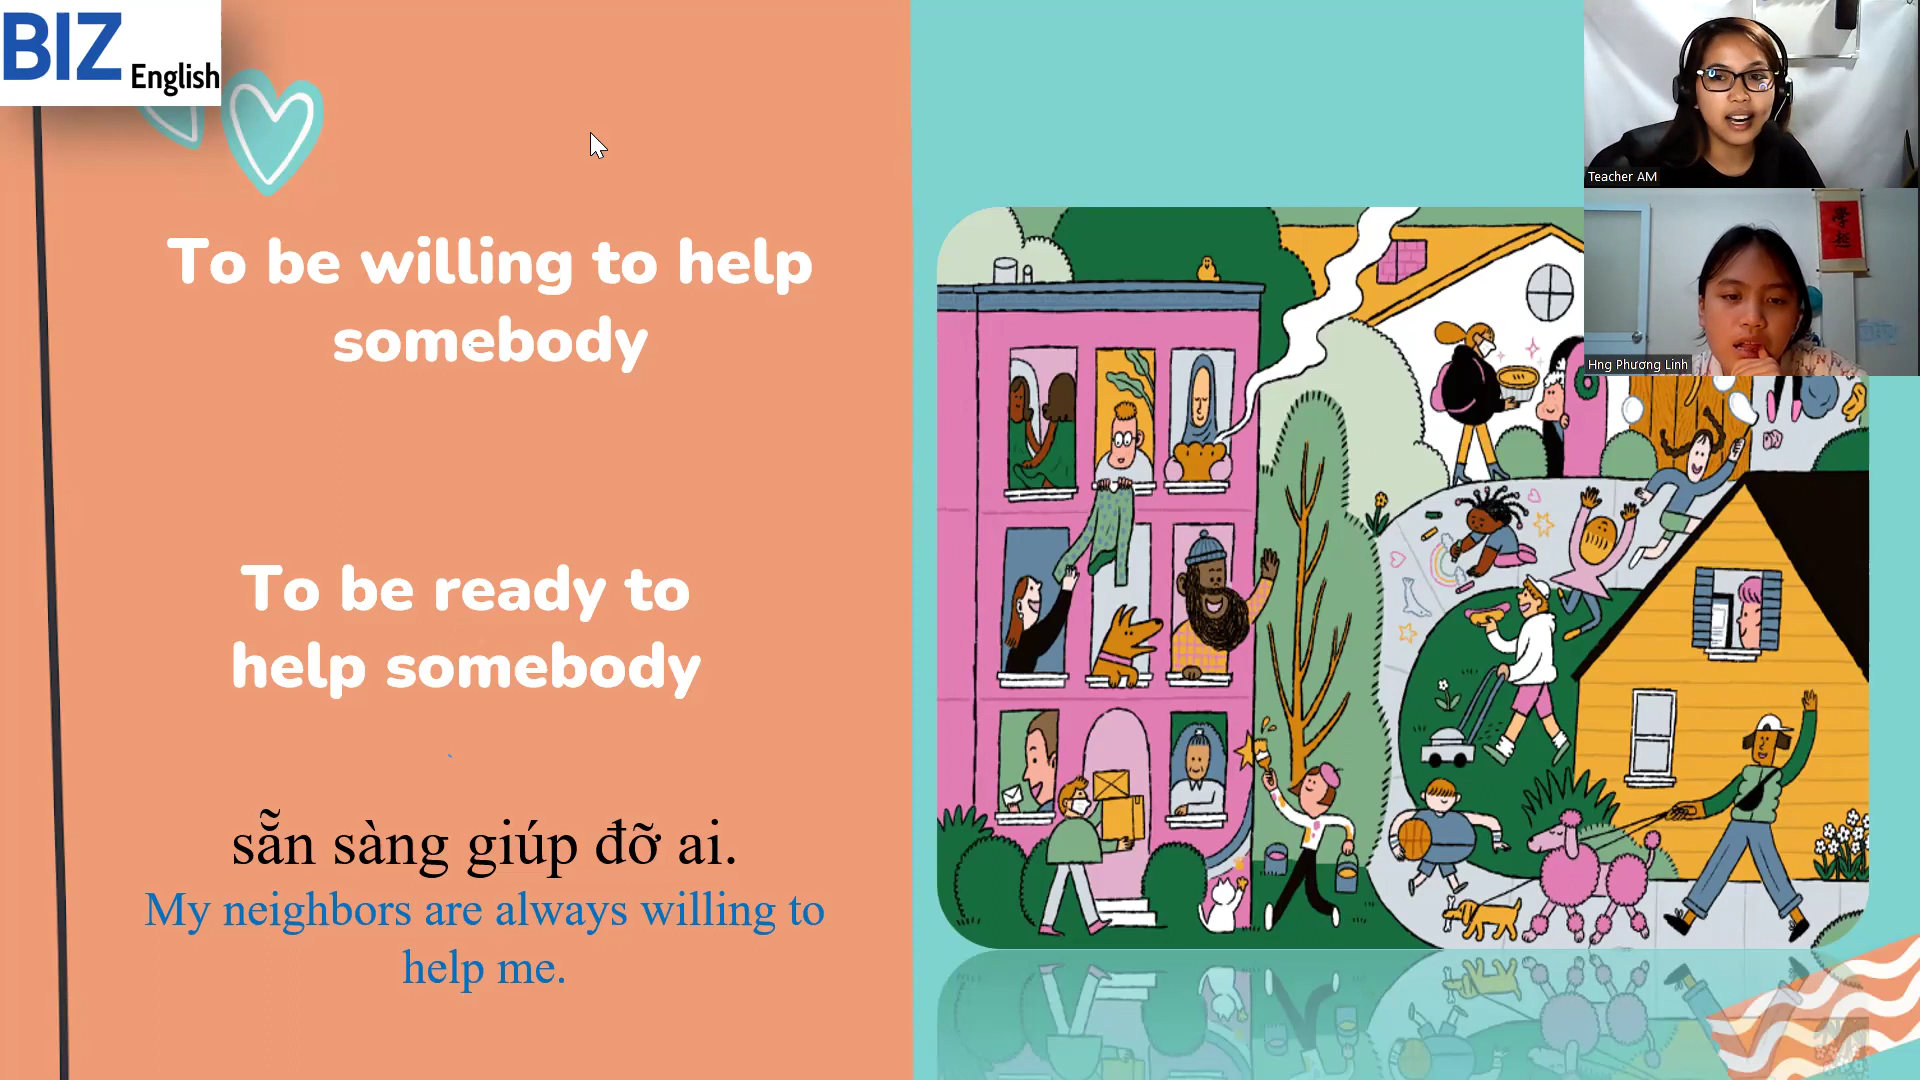 BIZ
English
To be willing to help
somebody
To be ready to
help somebody
sẵn sàng giúp đỡ ai.
My neighbors are always willing to
help me.
Teacher AM
Hng Phương Linh